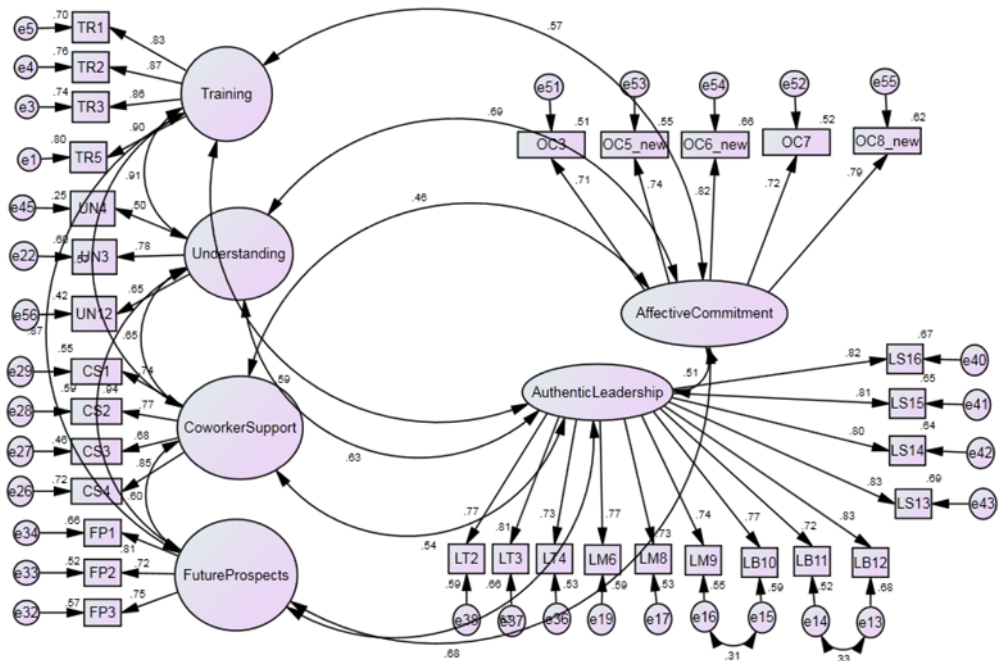 .57
.70
e5
TR1
.83
.76
e4
TR2
.87
.74
e3
TR3
.86
Training
.80
e1
TR5
.90
.91
.25
e45
UN4
.50
e22
UN3
.78
Understanding
.42
e56
UN12
.65
.65
.55
e29
CS1
.74
.59
.94
e28
CS2
.77
CoworkerSupport
.46
e27
CS3
.68
.72
e26
CS4
.85
.60
.66
e34
FP1
.81
.52
e33
FP2
.72
FutureProspects
.57
e32
FP3
.75
.87
.69
.46
.59
.63
.54
.68
.51
e51
e53
e54
e52
e55
.51
.55
.66
.52
.62
OC3
OC5_new
OC6_new
OC7
OC8_new
.71
.74
.82
.72
.79
AffectiveCommitment
AuthenticLeadership
.67
.82
LS16
e40
.65
.81
LS15
e41
.64
.80
LS14
e42
.69
.83
LS13
e43
.77
.81
.73
.77
.73
.74
.77
.72
.83
LT2
LT3
LT4
LM6
LM8
LM9
LB10
LB11
LB12
.59
.66
.53
.59
.53
.55
.59
.52
.68
e38
e37
e36
e19
e17
e16
e15
e14
e13
.31
.33